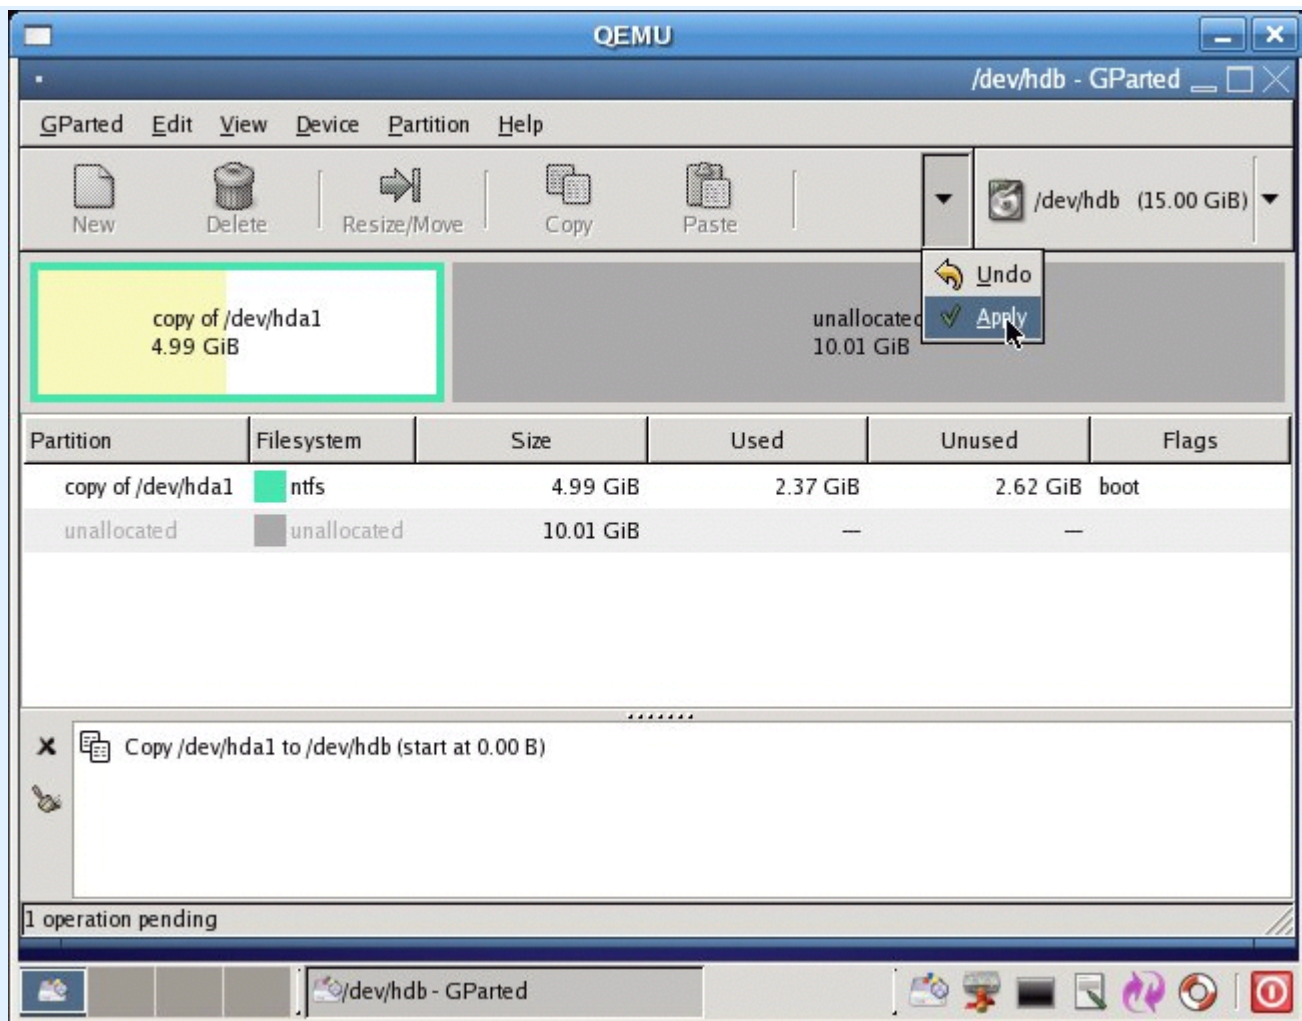 QEMU
/dev/hdb - GParted
GParted Edit View Device Partition Help
New Delete Resize/Move Copy Paste /dev/hdb (15.00 GiB)
Undo
Apply
copy of /dev/hda1
4.99 GiB
unallocated
10.01 GiB
Partition Filesystem Size Used Unused Flags
copy of /dev/hda1 ntfs 4.99 GiB 2.37 GiB 2.62 GiB boot
unallocated unallocated 10.01 GiB — —
Copy /dev/hda1 to /dev/hdb (start at 0.00 B)
1 operation pending
/dev/hdb - GParted